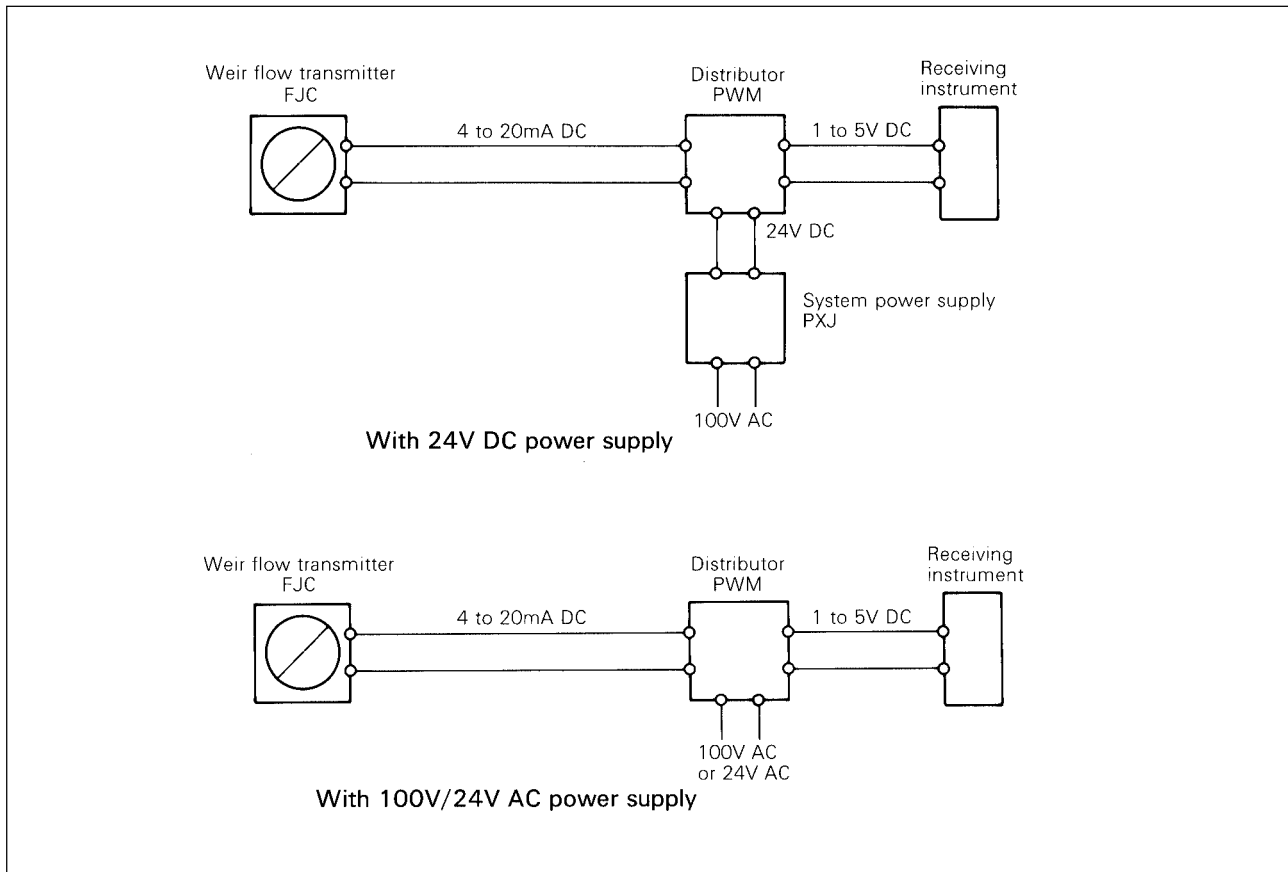 Weir flow transmitter
FJC
4 to 20mA DC
Distributor
PWM
1 to 5V DC
Receiving
instrument
24V DC
System power supply
PXJ
100V AC
With 24V DC power supply
Weir flow transmitter
FJC
4 to 20mA DC
Distributor
PWM
1 to 5V DC
Receiving
instrument
100V AC
or 24V AC
With 100V/24V AC power supply